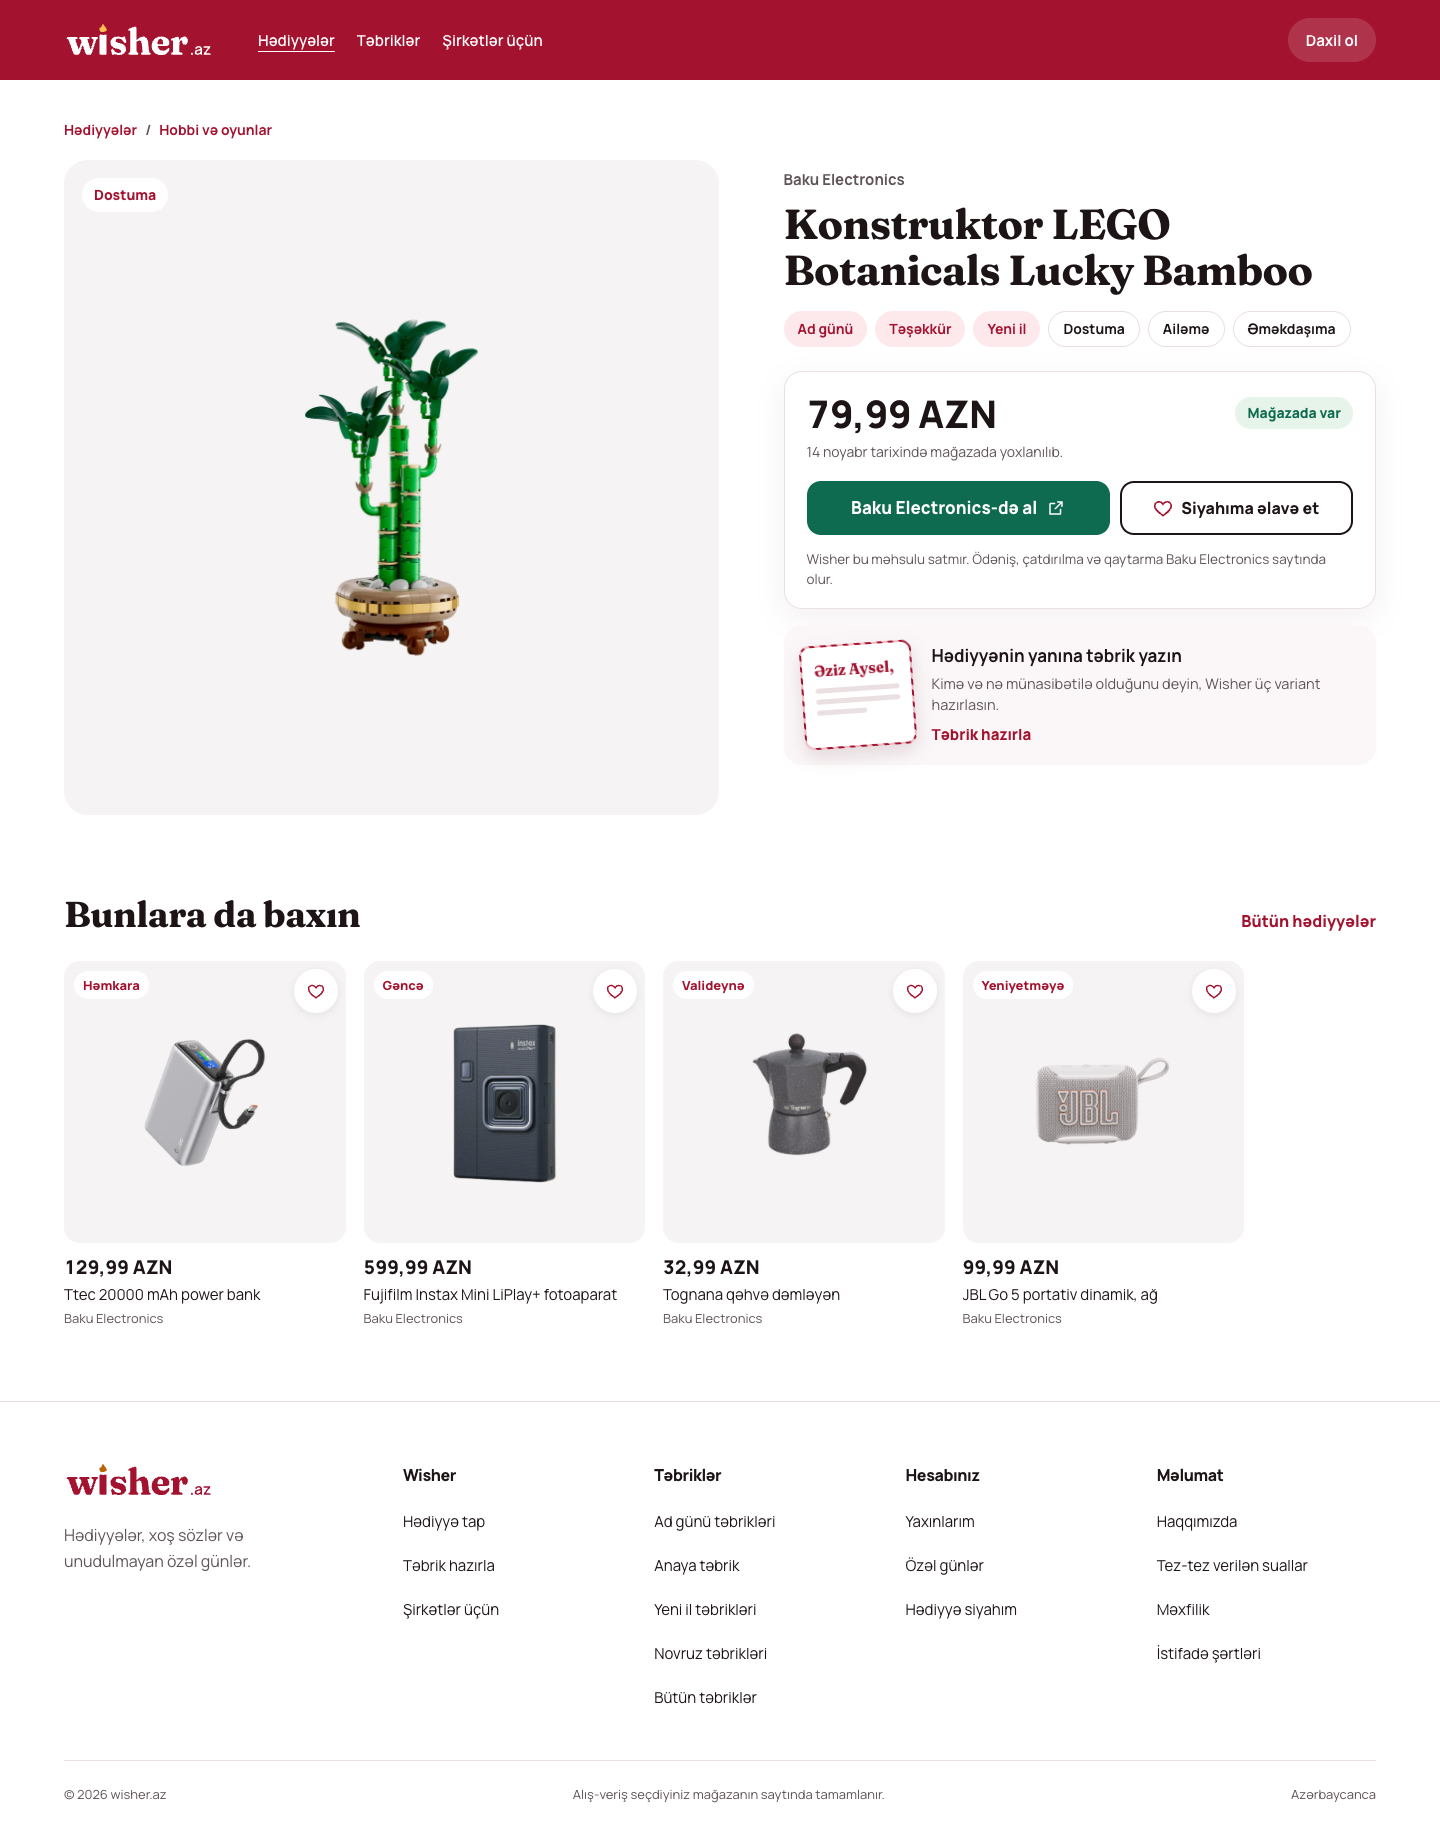 wisher.az
Hədiyyələr
Təbriklər
Şirkətlər üçün
Daxil ol
Hədiyyələr / Hobbi və oyunlar
Dostuma
Baku Electronics
Konstruktor LEGO
Botanicals Lucky Bamboo
Ad günü
Təşəkkür
Yeni il
Dostuma
Ailəmə
Əməkdaşıma
79,99 AZN
Mağazada var
14 noyabr tarixində mağazada yoxlanılıb.
Baku Electronics-də al
Siyahıma əlavə et
Wisher bu məhsulu satmır. Ödəniş, çatdırılma və qaytarma Baku Electronics saytında
olur.
Əziz Aysel,
Hədiyyənin yanına təbrik yazın
Kimə və nə münasibətilə olduğunu deyin, Wisher üç variant
hazırlasın.
Təbrik hazırla
Bunlara da baxın
Bütün hədiyyələr
Həmkara
129,99 AZN
Ttec 20000 mAh power bank
Baku Electronics
Gəncə
instax
599,99 AZN
Fujifilm Instax Mini LiPlay+ fotoaparat
Baku Electronics
Valideynə
32,99 AZN
Tognana qəhvə dəmləyən
Baku Electronics
Yeniyetməyə
JBL
99,99 AZN
JBL Go 5 portativ dinamik, ağ
Baku Electronics
wisher.az
Hədiyyələr, xoş sözlər və
unudulmayan özəl günlər.
Wisher
Hədiyyə tap
Təbrik hazırla
Şirkətlər üçün
Təbriklər
Ad günü təbrikləri
Anaya təbrik
Yeni il təbrikləri
Novruz təbrikləri
Bütün təbriklər
Hesabınız
Yaxınlarım
Özəl günlər
Hədiyyə siyahım
Məlumat
Haqqımızda
Tez-tez verilən suallar
Məxfilik
İstifadə şərtləri
© 2026 wisher.az
Alış-veriş seçdiyiniz mağazanın saytında tamamlanır.
Azərbaycanca